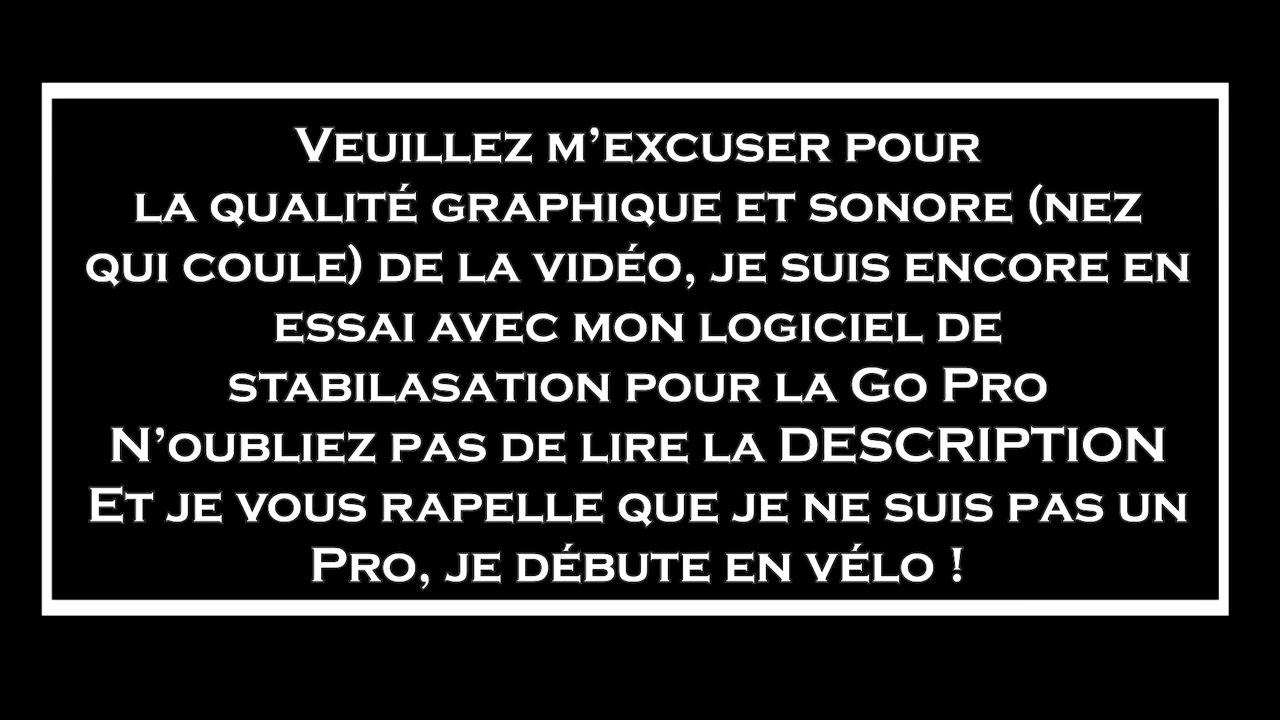 Veuillez m’excuser pour
la qualité graphique et sonore (nez
qui coule) de la vidéo, je suis encore en
essai avec mon logiciel de
stabilasation pour la Go Pro
N’oubliez pas de lire la DESCRIPTION
Et je vous rapelle que je ne suis pas un
Pro, je débute en vélo !